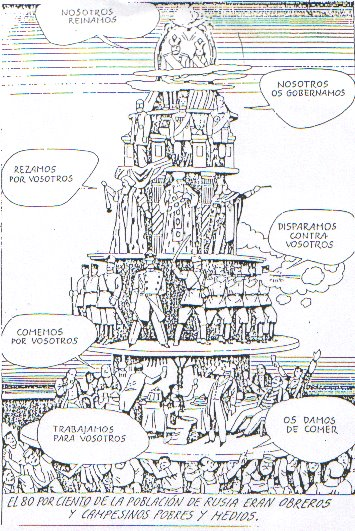 NOSOTROS
REINAMOS
NOSOTROS
OS GOBERNAMOS
REZAMOS
POR VOSOTROS
DISPARAMOS
CONTRA
VOSOTROS
COMEMOS
POR VOSOTROS
TRABAJAMOS
PARA VOSOTROS
OS DAMOS
DE COMER
EL 80 POR CIENTO DE LA POBLACIÓN DE RUSIA ERAN OBREROS
Y CAMPESINOS POBRES Y MEDIOS.